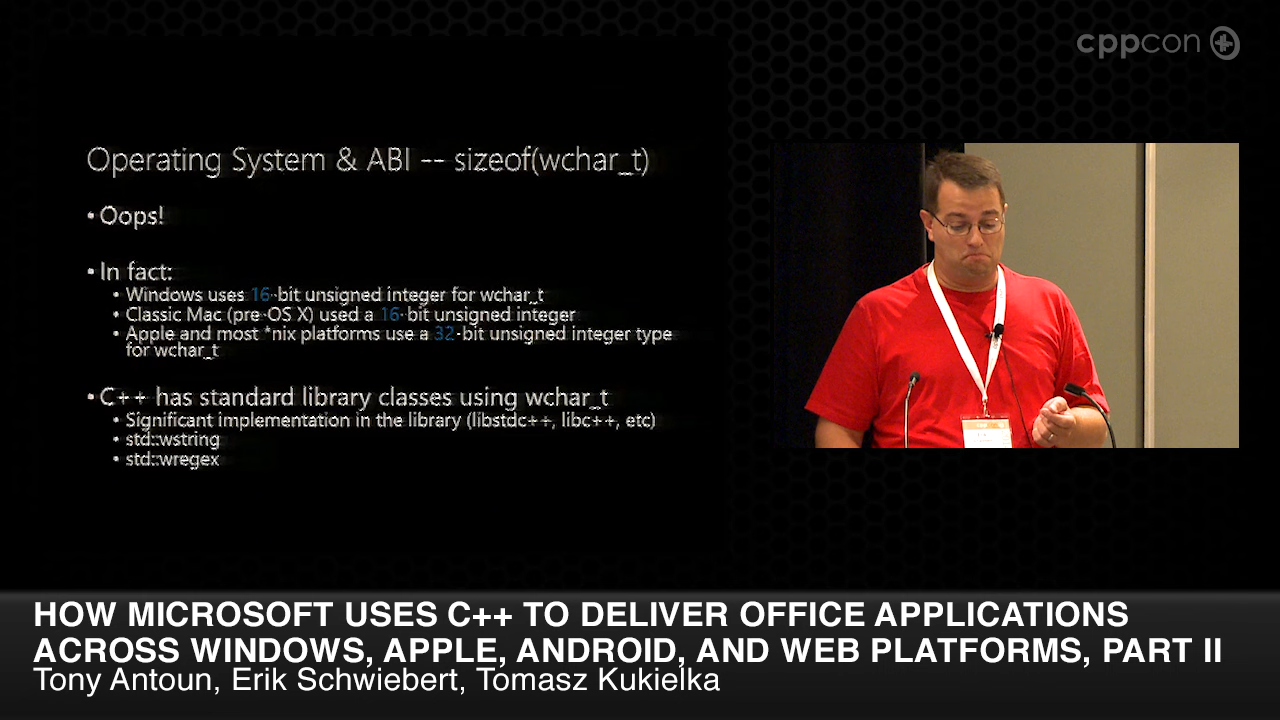 cppcon
Operating System & ABI -- sizeof(wchar_t)
• Oops!
• In fact:
• Windows uses 16-bit unsigned integer for wchar_t
• Classic Mac (pre-OS X) used a 16-bit unsigned integer
• Apple and most *nix platforms use a 32-bit unsigned integer type
for wchar_t
• C++ has standard library classes using wchar_t
• Significant implementation in the library (libstdc++, libc++, etc)
• std::wstring
• std::wregex
HOW MICROSOFT USES C++ TO DELIVER OFFICE APPLICATIONS
ACROSS WINDOWS, APPLE, ANDROID, AND WEB PLATFORMS, PART II
Tony Antoun, Erik Schwiebert, Tomasz Kukielka